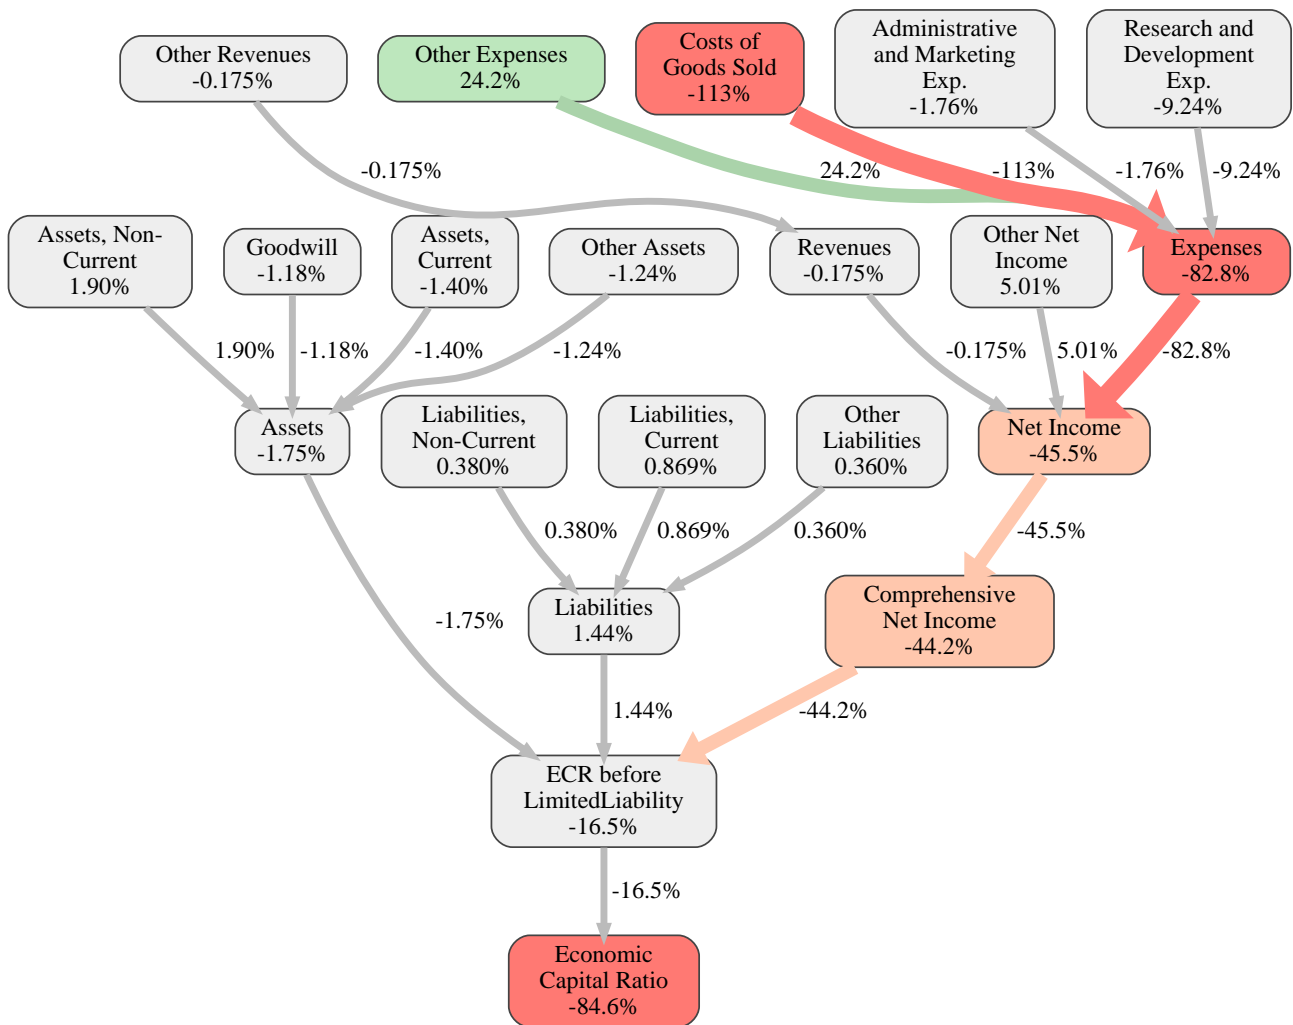 Other Revenues
-0.175%
Other Expenses
24.2%
Costs of
Goods Sold
-113%
Administrative
and Marketing
Exp.
-1.76%
Research and
Development
Exp.
-9.24%
-0.175%
24.2%
-113%
-1.76%
-9.24%
Assets, Non-
Current
1.90%
Goodwill
-1.18%
Assets,
Current
-1.40%
Other Assets
-1.24%
Revenues
-0.175%
Other Net
Income
5.01%
Expenses
-82.8%
1.90%
-1.18%
-1.40%
-1.24%
-0.175%
5.01%
-82.8%
Assets
-1.75%
Liabilities,
Non-Current
0.380%
Liabilities,
Current
0.869%
Other
Liabilities
0.360%
Net Income
-45.5%
0.380%
0.869%
0.360%
-45.5%
-1.75%
Liabilities
1.44%
Comprehensive
Net Income
-44.2%
1.44%
-44.2%
ECR before
LimitedLiability
-16.5%
-16.5%
Economic
Capital Ratio
-84.6%